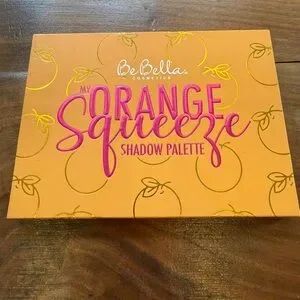 BeBella
COSMETICS
MY
ORANGE
Squeeze
SHADOW PALETTE